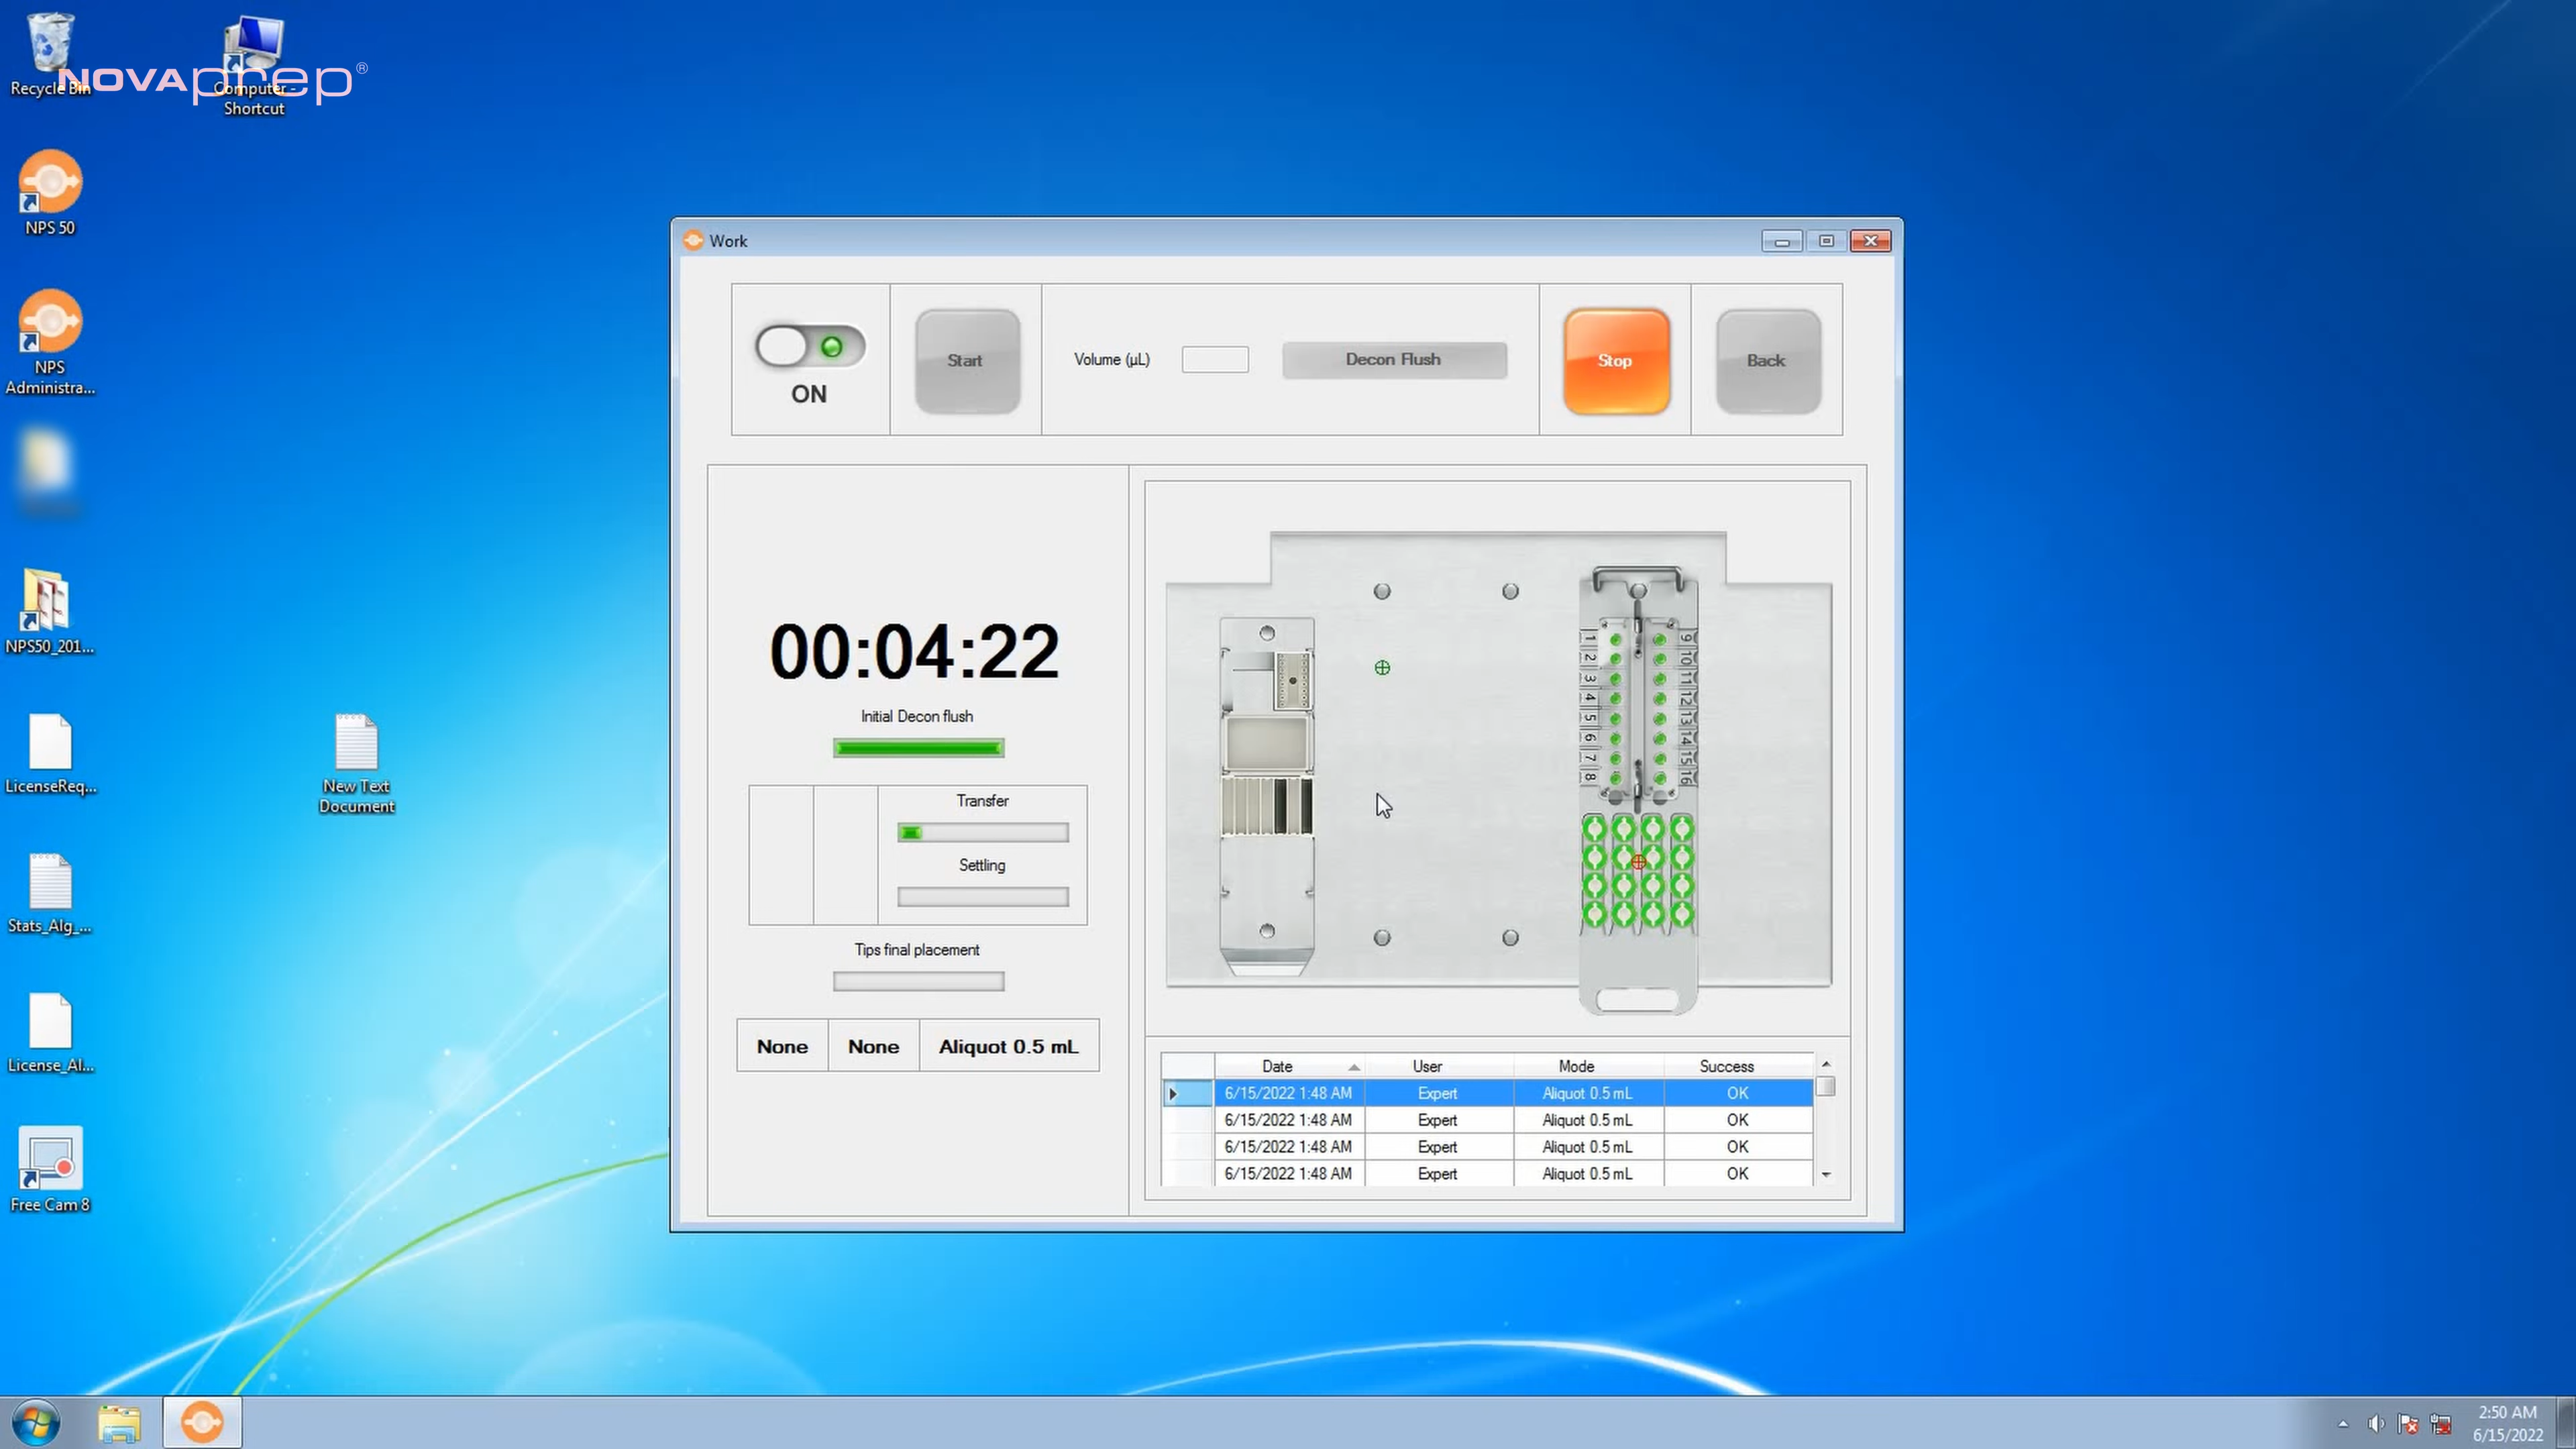 NOVAprep®
Recycle Bin
Computer - Shortcut
NPS 50
NPS Administra...
NPS50_201...
LicenseReq...
New Text Document
Stats_Alg_...
License_Al...
Free Cam 8
Work
ON
Start
Volume (µL)
Decon Flush
Stop
Back
00:04:22
Initial Decon flush
Transfer
Settling
Tips final placement
None None Aliquot 0.5 mL
1 9
2 10
3 11
4 12
5 13
6 14
7 15
8 16
Date User Mode Success
6/15/2022 1:48 AM Expert Aliquot 0.5 mL OK
6/15/2022 1:48 AM Expert Aliquot 0.5 mL OK
6/15/2022 1:48 AM Expert Aliquot 0.5 mL OK
6/15/2022 1:48 AM Expert Aliquot 0.5 mL OK
2:50 AM
6/15/2022